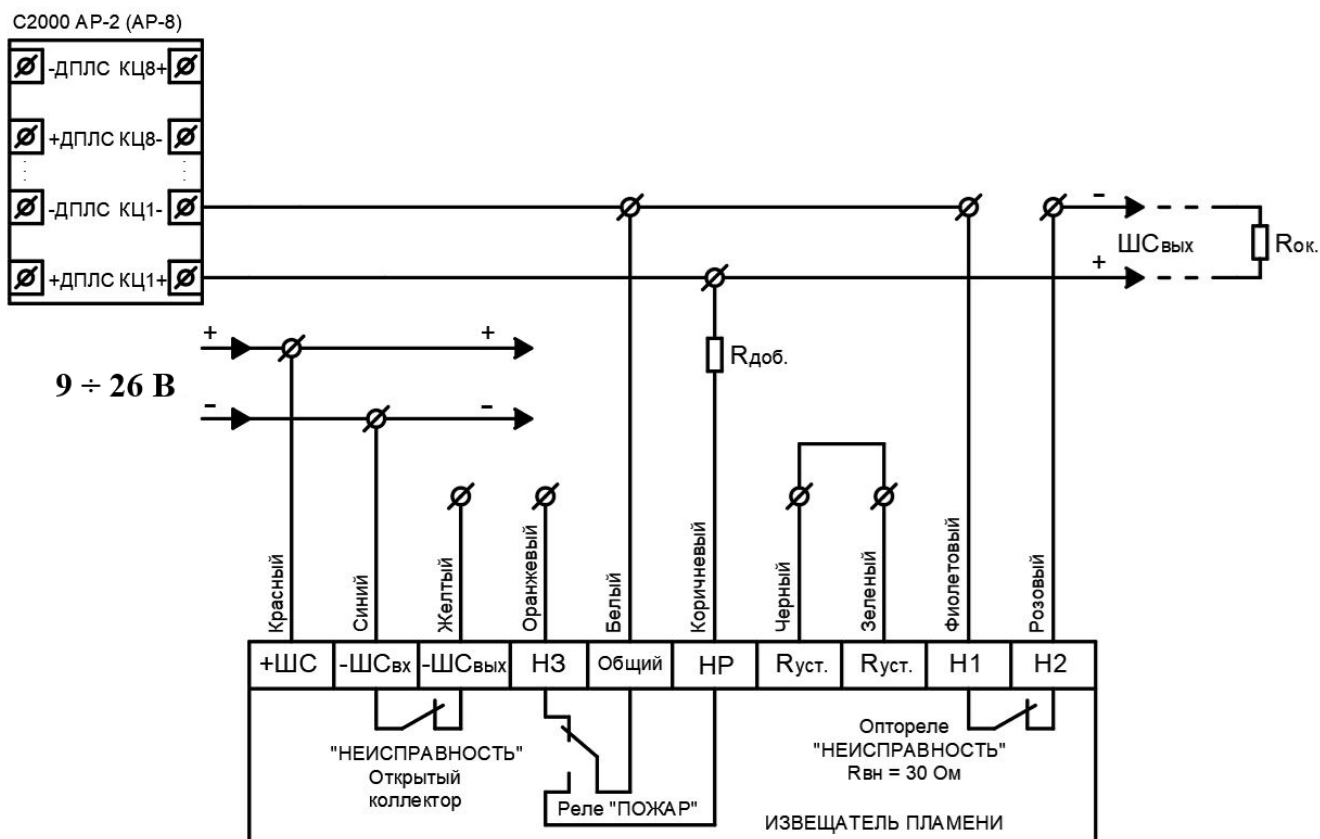 С2000 АР-2 (АР-8)
-ДПЛС КЦ8+
+ДПЛС КЦ8-
-ДПЛС КЦ1-
+ДПЛС КЦ1+
-
ШСвых
+
Rок.
+ +
9 ÷ 26 В
- -
Rдоб.
Красный
Синий
Желтый
Оранжевый
Белый
Коричневый
Черный
Зеленый
Фиолетовый
Розовый
+ШС -ШСвх -ШСвых НЗ Общий НР Rуст. Rуст. Н1 Н2
"НЕИСПРАВНОСТЬ"
Открытый
коллектор
Реле "ПОЖАР"
Оптореле
"НЕИСПРАВНОСТЬ"
Rвн = 30 Ом
ИЗВЕЩАТЕЛЬ ПЛАМЕНИ